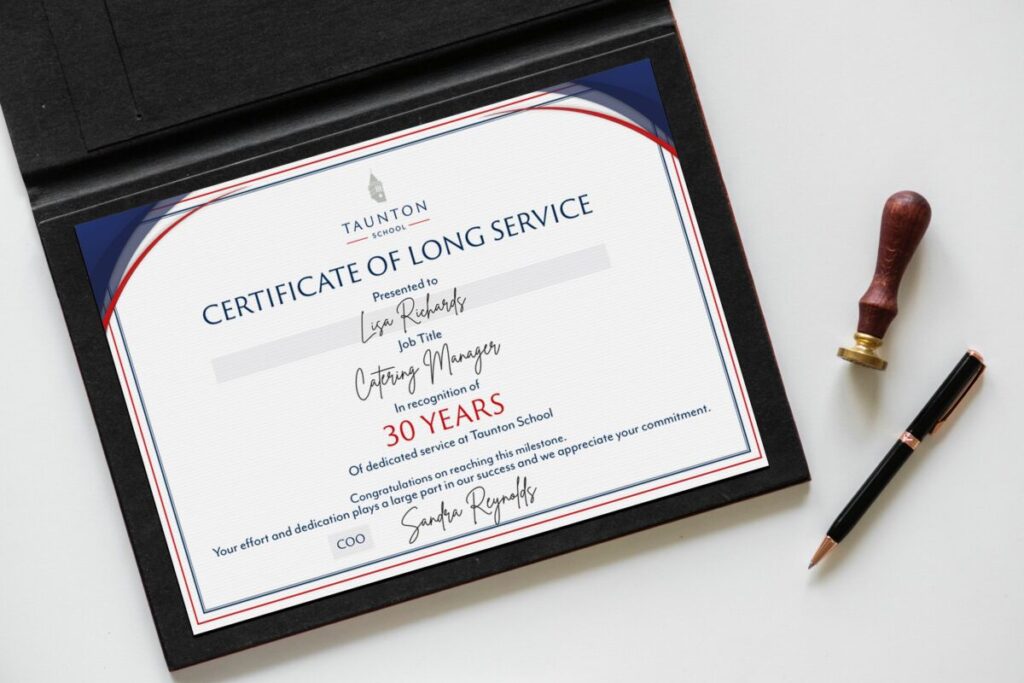 TAUNTON
SCHOOL
CERTIFICATE OF LONG SERVICE
Presented to
Lisa Richards
Job Title
Catering Manager
In recognition of
30 YEARS
Of dedicated service at Taunton School
Congratulations on reaching this milestone.
Your effort and dedication plays a large part in our success and we appreciate your commitment.
COO
Sandra Reynolds